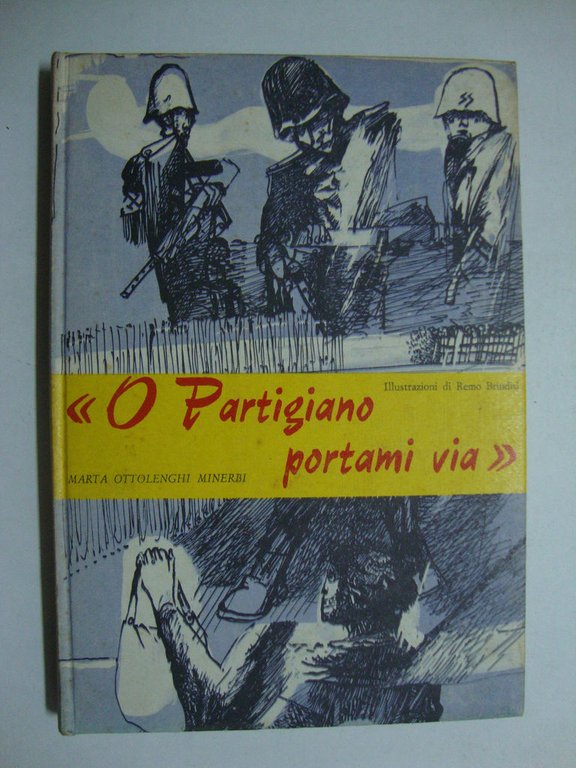 Illustrazioni di Remo Brindisi
« O Partigiano
portami via »
MARTA OTTOLENGHI MINERBI